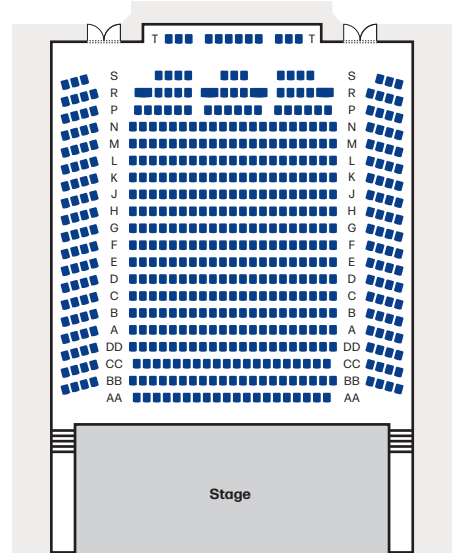 T T
S S
R R
P P
N N
M M
L L
K K
J J
H H
G G
F F
E E
D D
C C
B B
A A
DD DD
CC CC
BB BB
AA AA
Stage